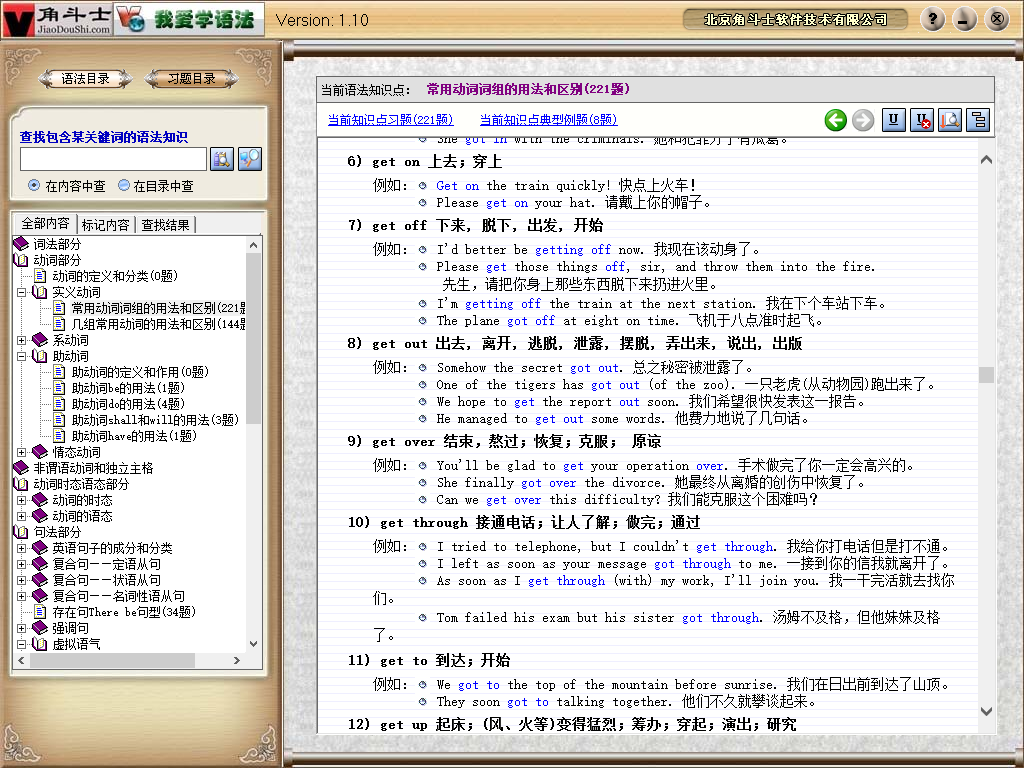 角斗士
JiaoDouShi.com
我爱学语法
Version: 1.10
北京角斗士软件技术有限公司
语法目录
习题目录
查找包含某关键词的语法知识
在内容中查
在目录中查
全部内容
标记内容
查找结果
词法部分
动词部分
动词的定义和分类(0题)
实义动词
常用动词词组的用法和区别(221题
几组常用动词的用法和区别(144题
系动词
助动词
助动词的定义和作用(0题)
助动词be的用法(1题)
助动词do的用法(4题)
助动词shall和will的用法(3题)
助动词have的用法(1题)
情态动词
非谓语动词和独立主格
动词时态语态部分
动词的时态
动词的语态
句法部分
英语句子的成分和分类
复合句——定语从句
复合句——状语从句
复合句——名词性语从句
存在句There be句型(34题)
强调句
虚拟语气
当前语法知识点： 常用动词词组的用法和区别(221题)
当前知识点习题(221题)
当前知识点典型例题(8题)
She got in with the criminals.
6) get on 上去；穿上
例如： Get on the train quickly! 快点上火车！
Please get on your hat. 请戴上你的帽子。
7) get off 下来，脱下，出发，开始
例如： I'd better be getting off now. 我现在该动身了。
Please get those things off, sir, and throw them into the fire.
先生，请把你身上那些东西脱下来扔进火里。
I'm getting off the train at the next station. 我在下个车站下车。
The plane got off at eight on time. 飞机于八点准时起飞。
8) get out 出去，离开，逃脱，泄露，摆脱，弄出来，说出，出版
例如： Somehow the secret got out. 总之秘密被泄露了。
One of the tigers has got out (of the zoo). 一只老虎(从动物园)跑出来了。
We hope to get the report out soon. 我们希望很快发表这一报告。
He managed to get out some words. 他费力地说了几句话。
9) get over 结束，熬过；恢复；克服； 原谅
例如： You'll be glad to get your operation over. 手术做完了你一定会高兴的。
She finally got over the divorce. 她最终从离婚的创伤中恢复了。
Can we get over this difficulty? 我们能克服这个困难吗？
10) get through 接通电话；让人了解；做完；通过
例如： I tried to telephone, but I couldn't get through. 我给你打电话但是打不通。
I left as soon as your message got through to me. 一接到你的信我就离开了。
As soon as I get through (with) my work, I'll join you. 我一干完活就去找你
们。
Tom failed his exam but his sister got through. 汤姆不及格，但他妹妹及格
了。
11) get to 到达；开始
例如： We got to the top of the mountain before sunrise. 我们在日出前到达了山顶。
They soon got to talking together. 他们不久就攀谈起来。
12) get up 起床；(风、火等)变得猛烈；筹办；穿起；演出；研究